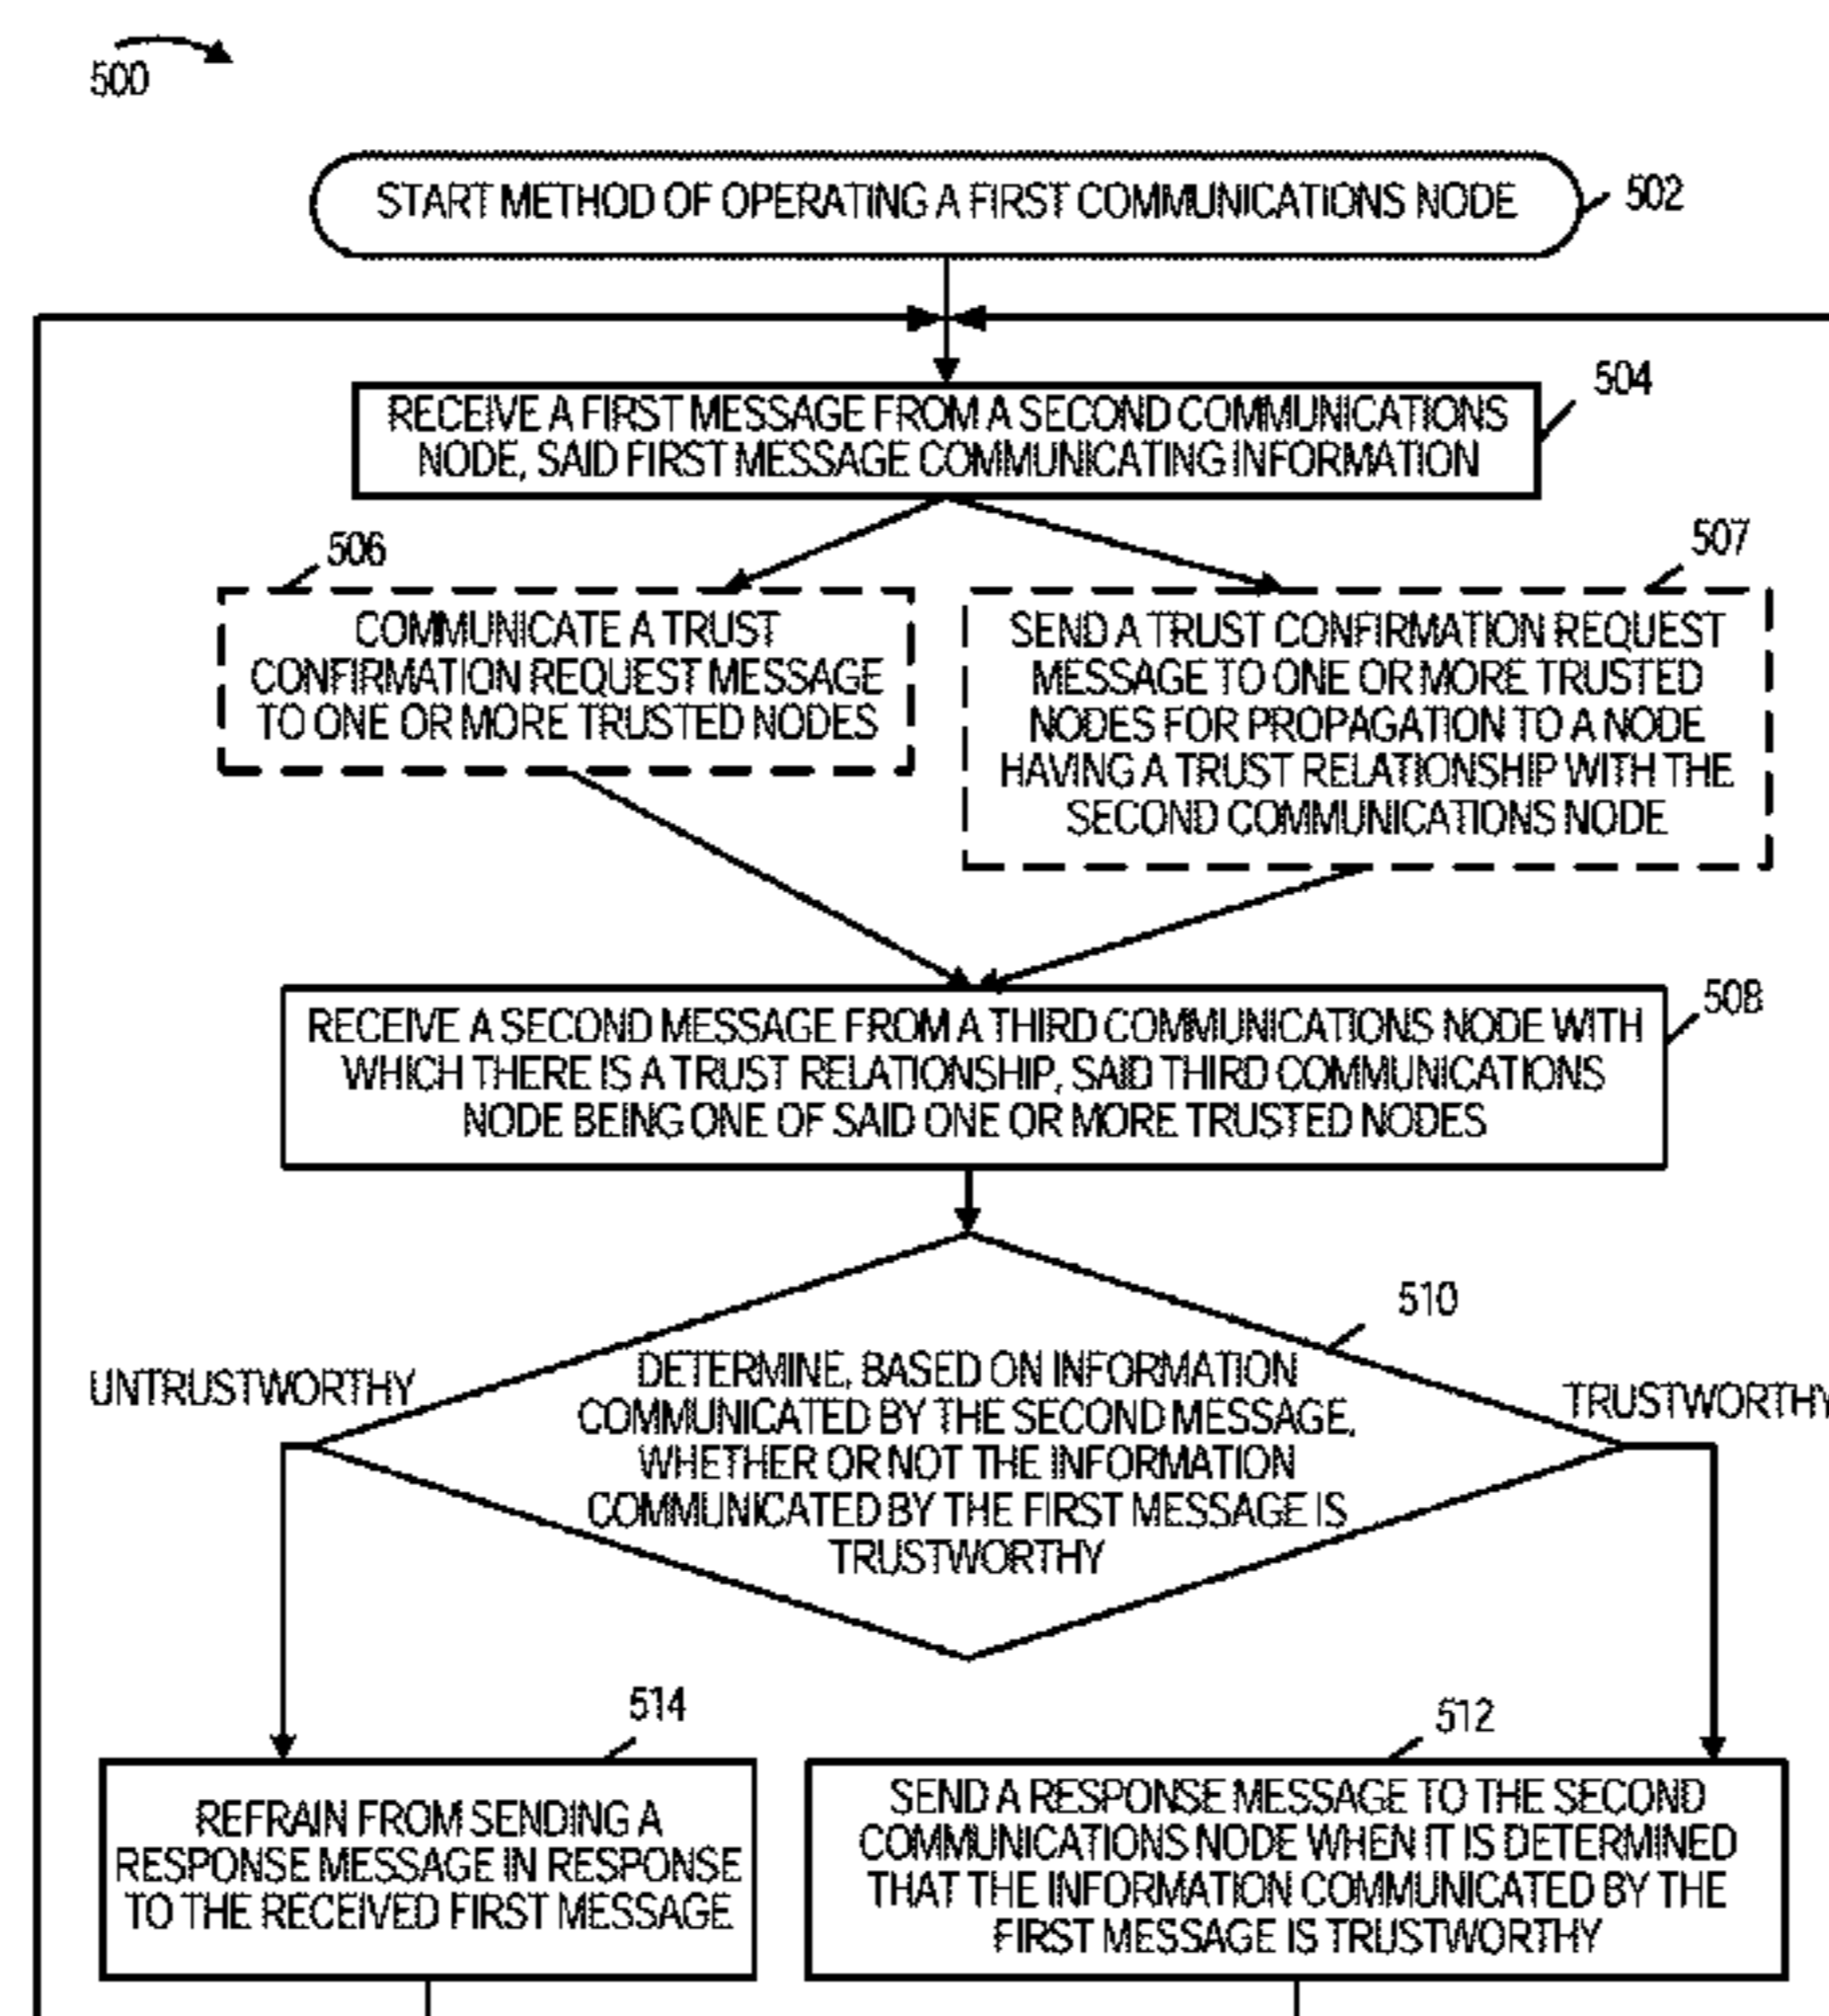 500
START METHOD OF OPERATING A FIRST COMMUNICATIONS NODE
502
504
RECEIVE A FIRST MESSAGE FROM A SECOND COMMUNICATIONS
NODE, SAID FIRST MESSAGE COMMUNICATING INFORMATION
506
COMMUNICATE A TRUST
CONFIRMATION REQUEST MESSAGE
TO ONE OR MORE TRUSTED NODES
507
SEND A TRUST CONFIRMATION REQUEST
MESSAGE TO ONE OR MORE TRUSTED
NODES FOR PROPAGATION TO A NODE
HAVING A TRUST RELATIONSHIP WITH THE
SECOND COMMUNICATIONS NODE
508
RECEIVE A SECOND MESSAGE FROM A THIRD COMMUNICATIONS NODE WITH
WHICH THERE IS A TRUST RELATIONSHIP, SAID THIRD COMMUNICATIONS
NODE BEING ONE OF SAID ONE OR MORE TRUSTED NODES
510
UNTRUSTWORTHY
DETERMINE, BASED ON INFORMATION
COMMUNICATED BY THE SECOND MESSAGE,
WHETHER OR NOT THE INFORMATION
COMMUNICATED BY THE FIRST MESSAGE IS
TRUSTWORTHY
TRUSTWORTHY
514
REFRAIN FROM SENDING A
RESPONSE MESSAGE IN RESPONSE
TO THE RECEIVED FIRST MESSAGE
512
SEND A RESPONSE MESSAGE TO THE SECOND
COMMUNICATIONS NODE WHEN IT IS DETERMINED
THAT THE INFORMATION COMMUNICATED BY THE
FIRST MESSAGE IS TRUSTWORTHY